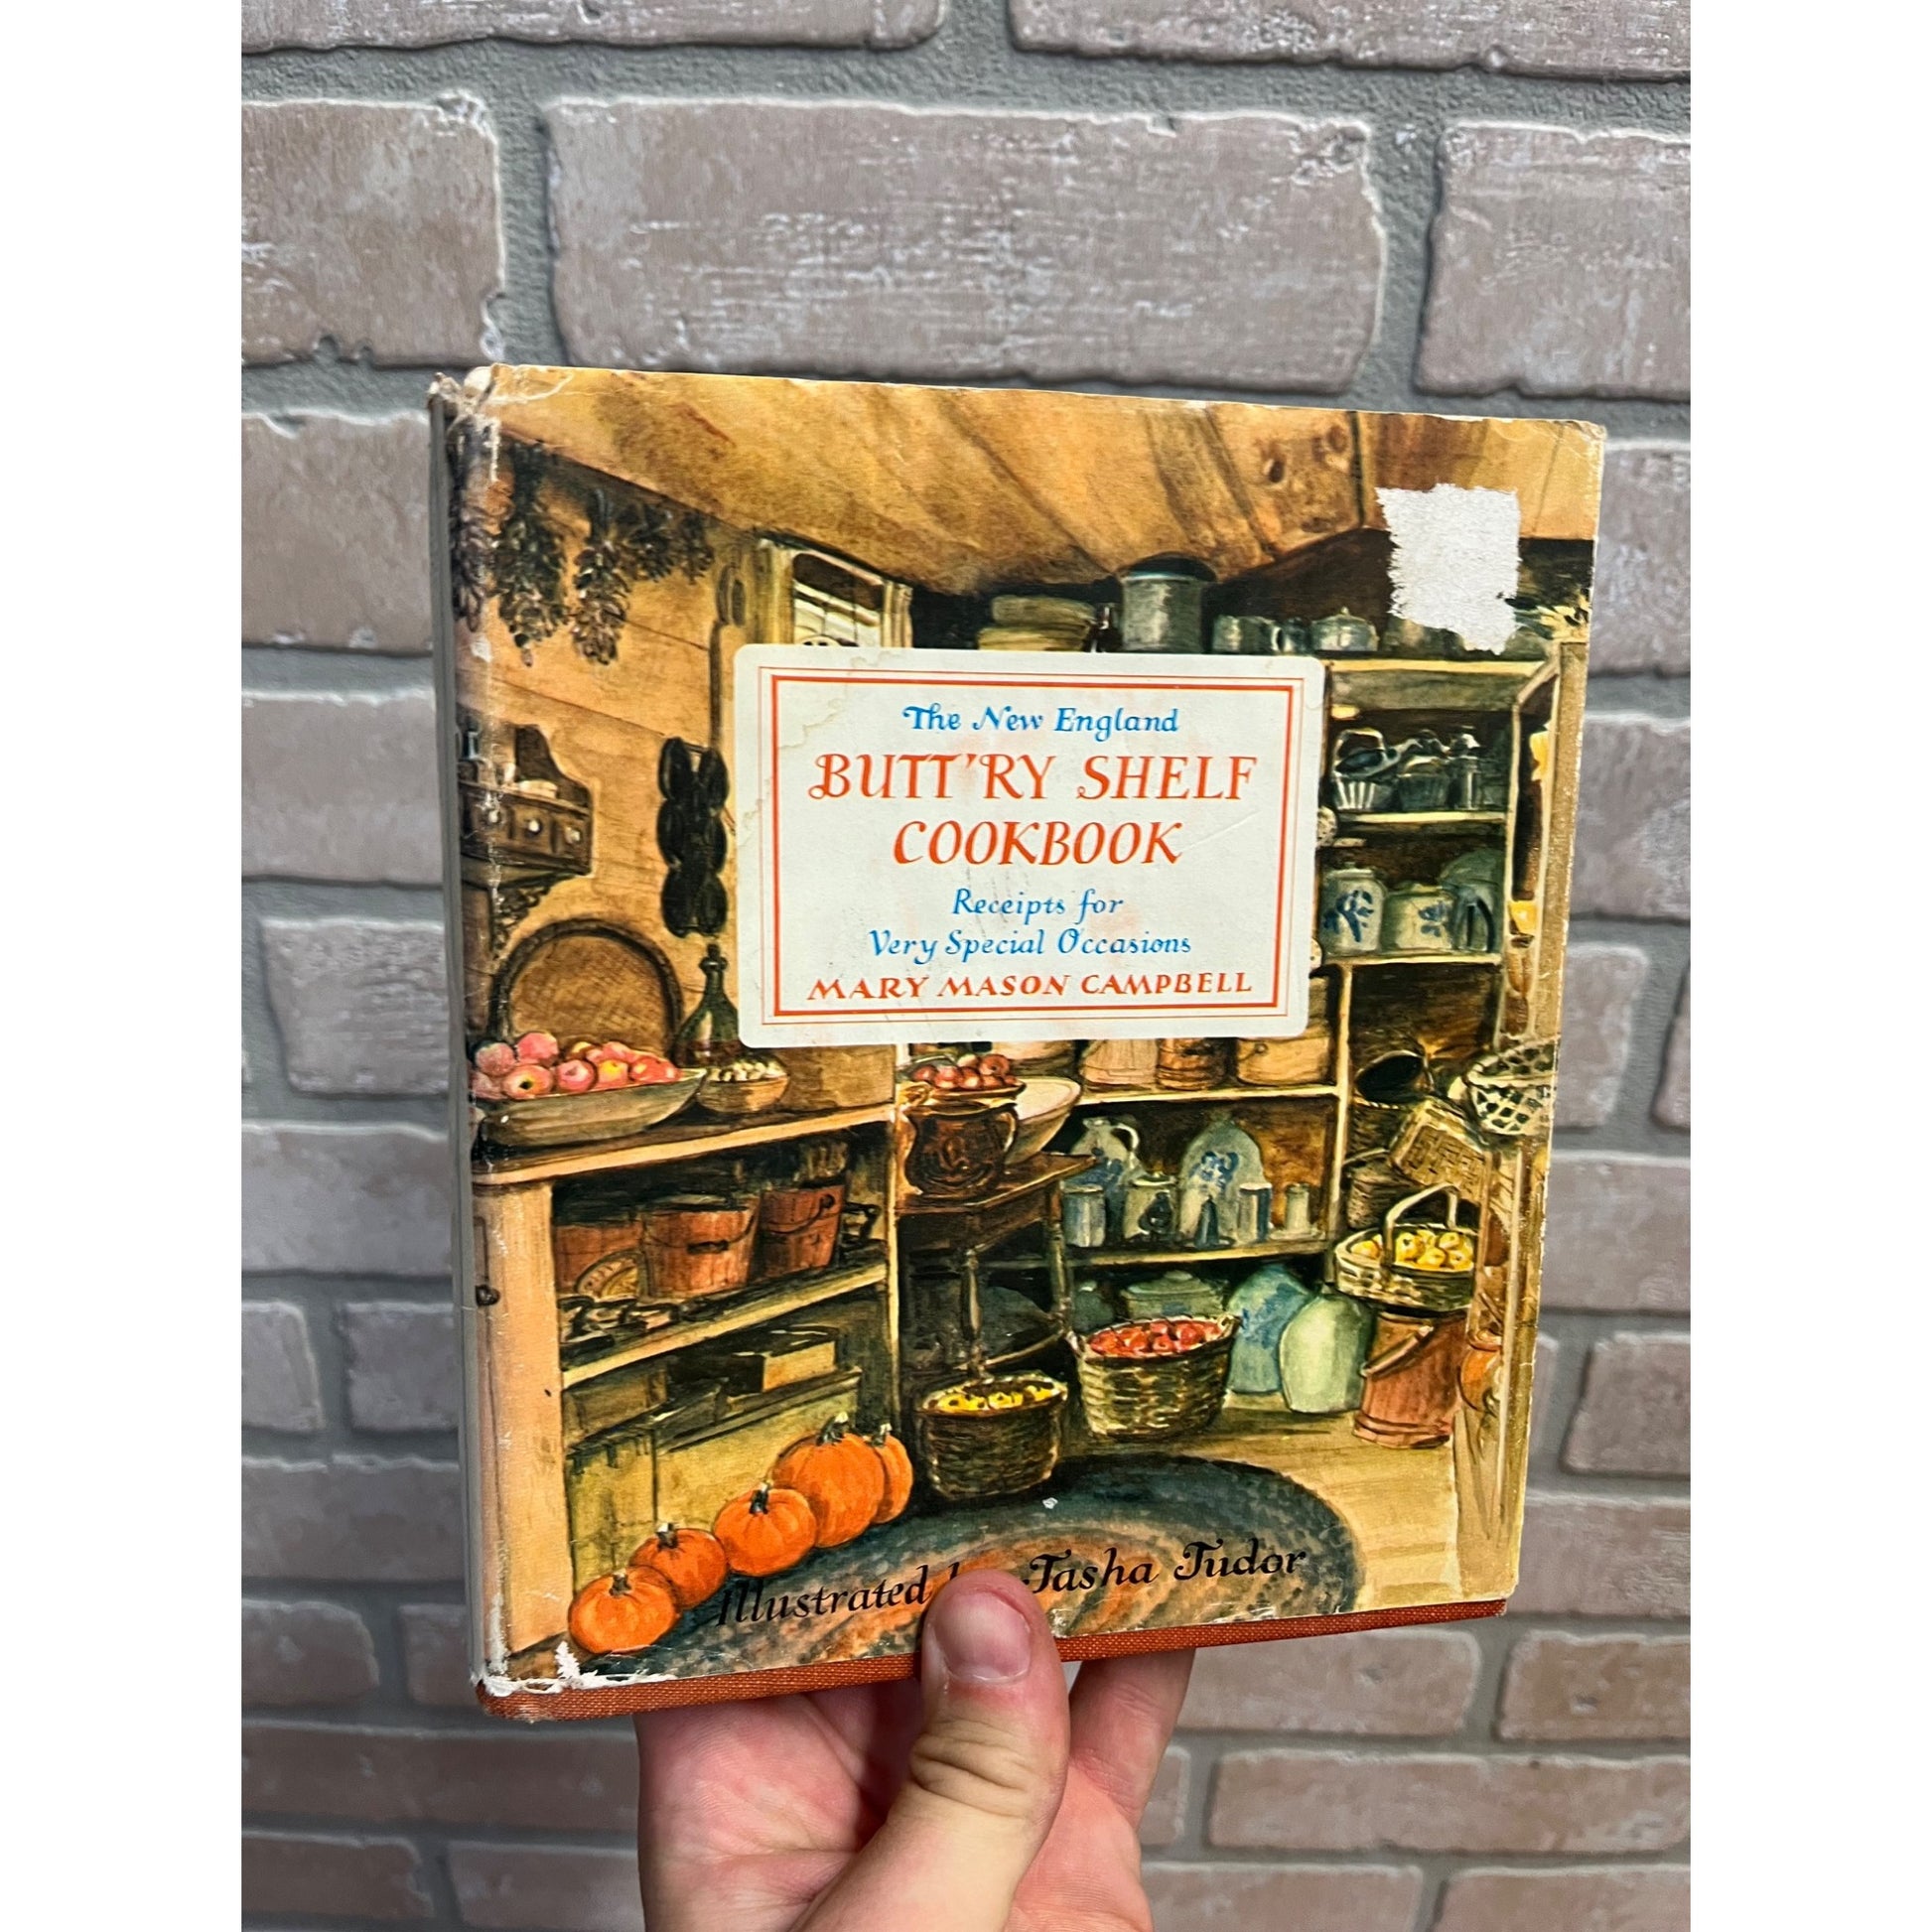 The New England
BUTT'RY SHELF
COOKBOOK
Receipts for
Very Special Occasions
MARY MASON CAMPBELL
Illustrated Tasha Tudor